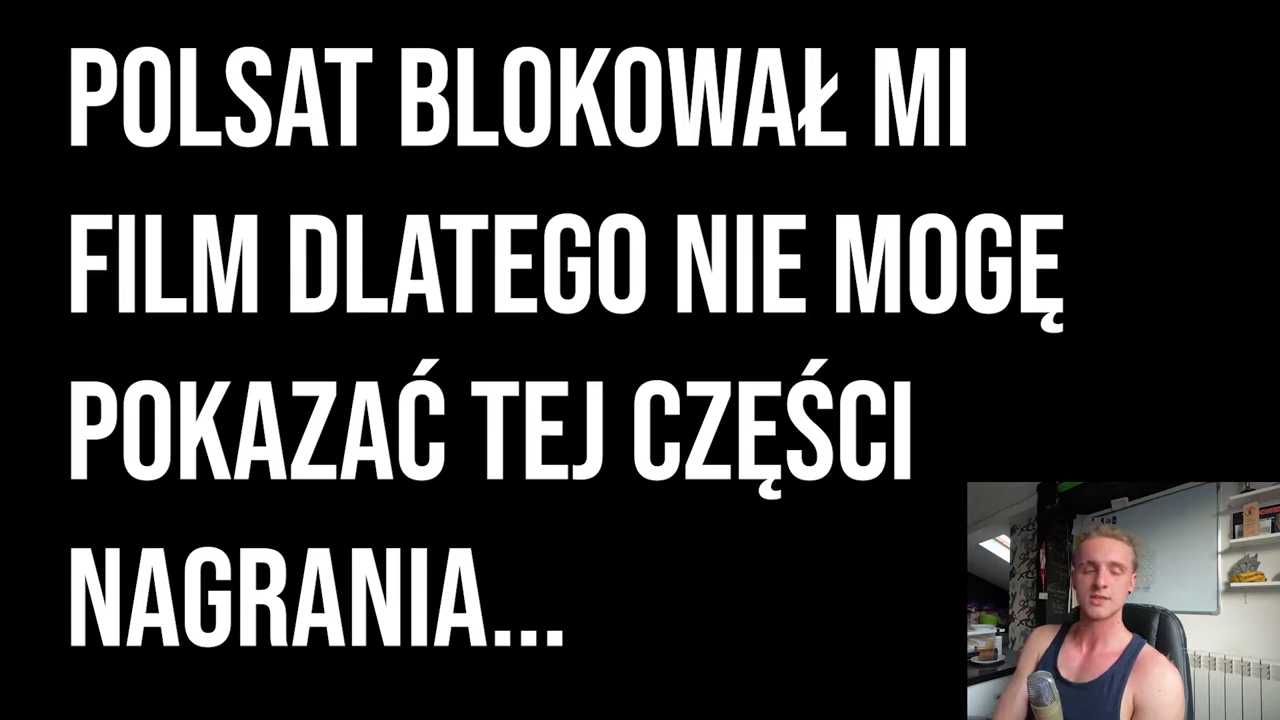 POLSAT BLOKOWAŁ MI
FILM DLATEGO NIE MOGĘ
POKAZAĆ TEJ CZĘŚCI
NAGRANIA...